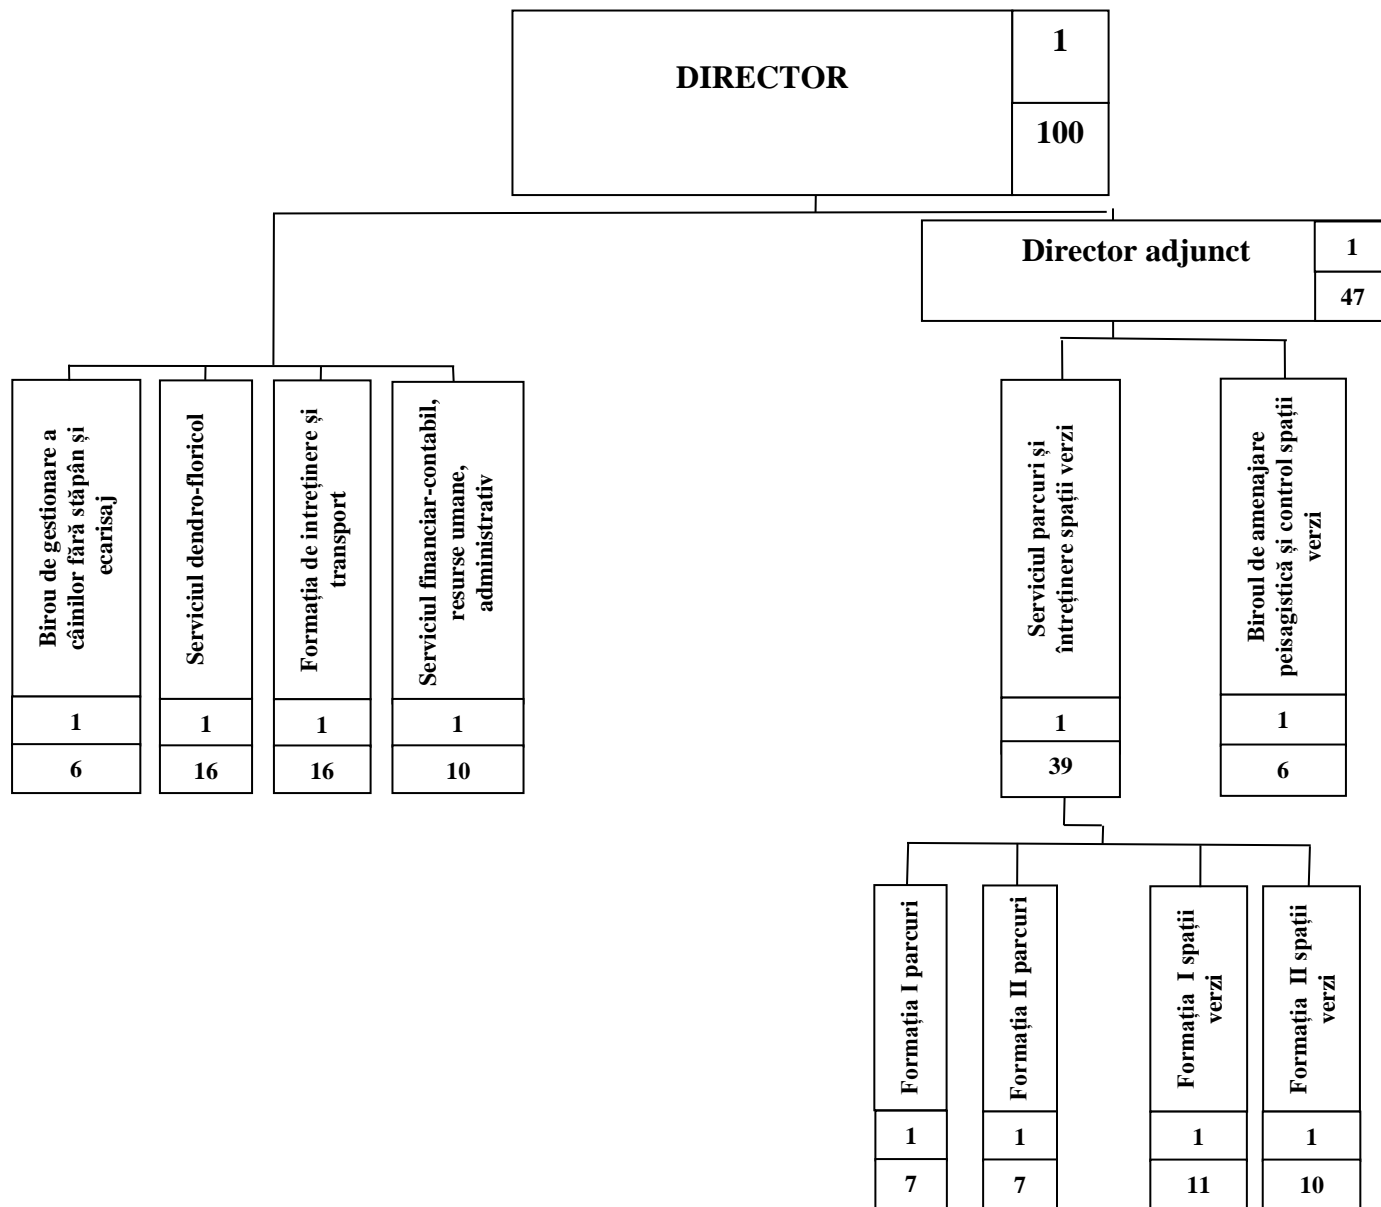 DIRECTOR
1
100
Director adjunct
1
47
Birou de gestionare a
câinilor fără stăpân și
ecarisaj
1
6
Serviciul dendro-floricol
1
16
Formația de intreținere și
transport
1
16
Serviciul financiar-contabil,
resurse umane,
administrativ
1
10
Serviciul parcuri și
întreținere spații verzi
1
39
Biroul de amenajare
peisagistică și control spații
verzi
1
6
Formația I parcuri
1
7
Formația II parcuri
1
7
Formația I spații
verzi
1
11
Formația II spații
verzi
1
10